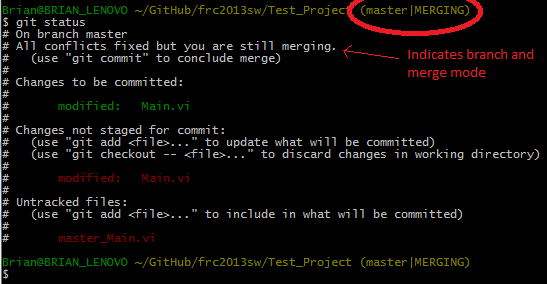 Brian@BRIAN_LENOVO ~/GitHub/frc2013sw/Test_Project (master|MERGING)
$ git status
# On branch master
# All conflicts fixed but you are still merging.
#   (use "git commit" to conclude merge)
#
# Changes to be committed:
#
#       modified:   Main.vi
#
# Changes not staged for commit:
#   (use "git add <file>..." to update what will be committed)
#   (use "git checkout -- <file>..." to discard changes in working directory)
#
#       modified:   Main.vi
#
# Untracked files:
#   (use "git add <file>..." to include in what will be committed)
#
#       master_Main.vi
Indicates branch and
merge mode
Brian@BRIAN_LENOVO ~/GitHub/frc2013sw/Test_Project (master|MERGING)
$